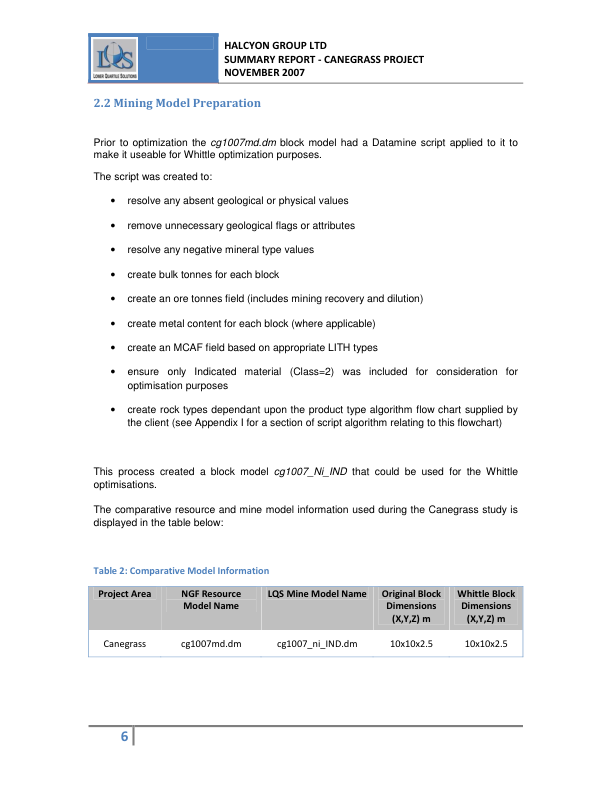 LQS
LOWER QUARTILE SOLUTIONS
HALCYON GROUP LTD
SUMMARY REPORT - CANEGRASS PROJECT
NOVEMBER 2007
2.2 Mining Model Preparation
Prior to optimization the cg1007md.dm block model had a Datamine script applied to it to
make it useable for Whittle optimization purposes.
The script was created to:
• resolve any absent geological or physical values
• remove unnecessary geological flags or attributes
• resolve any negative mineral type values
• create bulk tonnes for each block
• create an ore tonnes field (includes mining recovery and dilution)
• create metal content for each block (where applicable)
• create an MCAF field based on appropriate LITH types
• ensure only Indicated material (Class=2) was included for consideration for
optimisation purposes
• create rock types dependant upon the product type algorithm flow chart supplied by
the client (see Appendix I for a section of script algorithm relating to this flowchart)
This process created a block model cg1007_Ni_IND that could be used for the Whittle
optimisations.
The comparative resource and mine model information used during the Canegrass study is
displayed in the table below:
Table 2: Comparative Model Information
Project Area
NGF Resource
Model Name
LQS Mine Model Name
Original Block
Dimensions
(X,Y,Z) m
Whittle Block
Dimensions
(X,Y,Z) m
Canegrass
cg1007md.dm
cg1007_ni_IND.dm
10x10x2.5
10x10x2.5
6